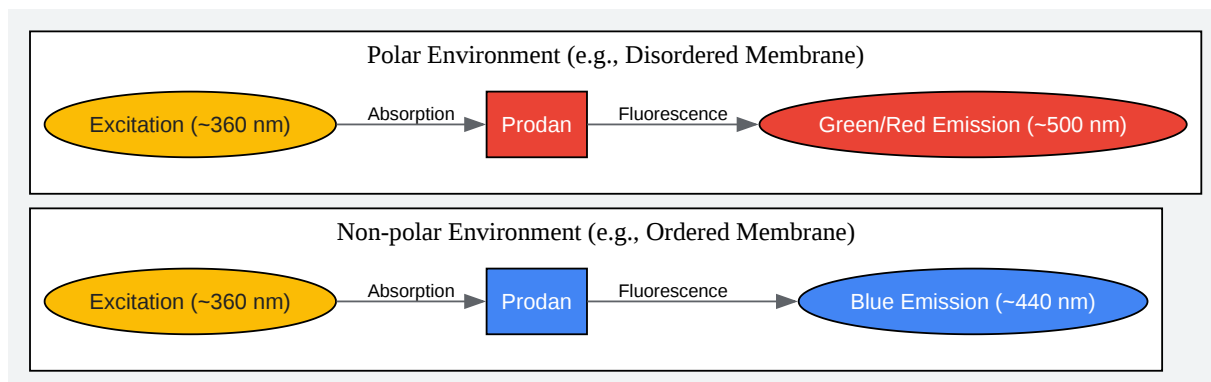 Polar Environment (e.g., Disordered Membrane)
Excitation (~360 nm)
Absorption
Prodan
Fluorescence
Green/Red Emission (~500 nm)
Non-polar Environment (e.g., Ordered Membrane)
Excitation (~360 nm)
Absorption
Prodan
Fluorescence
Blue Emission (~440 nm)